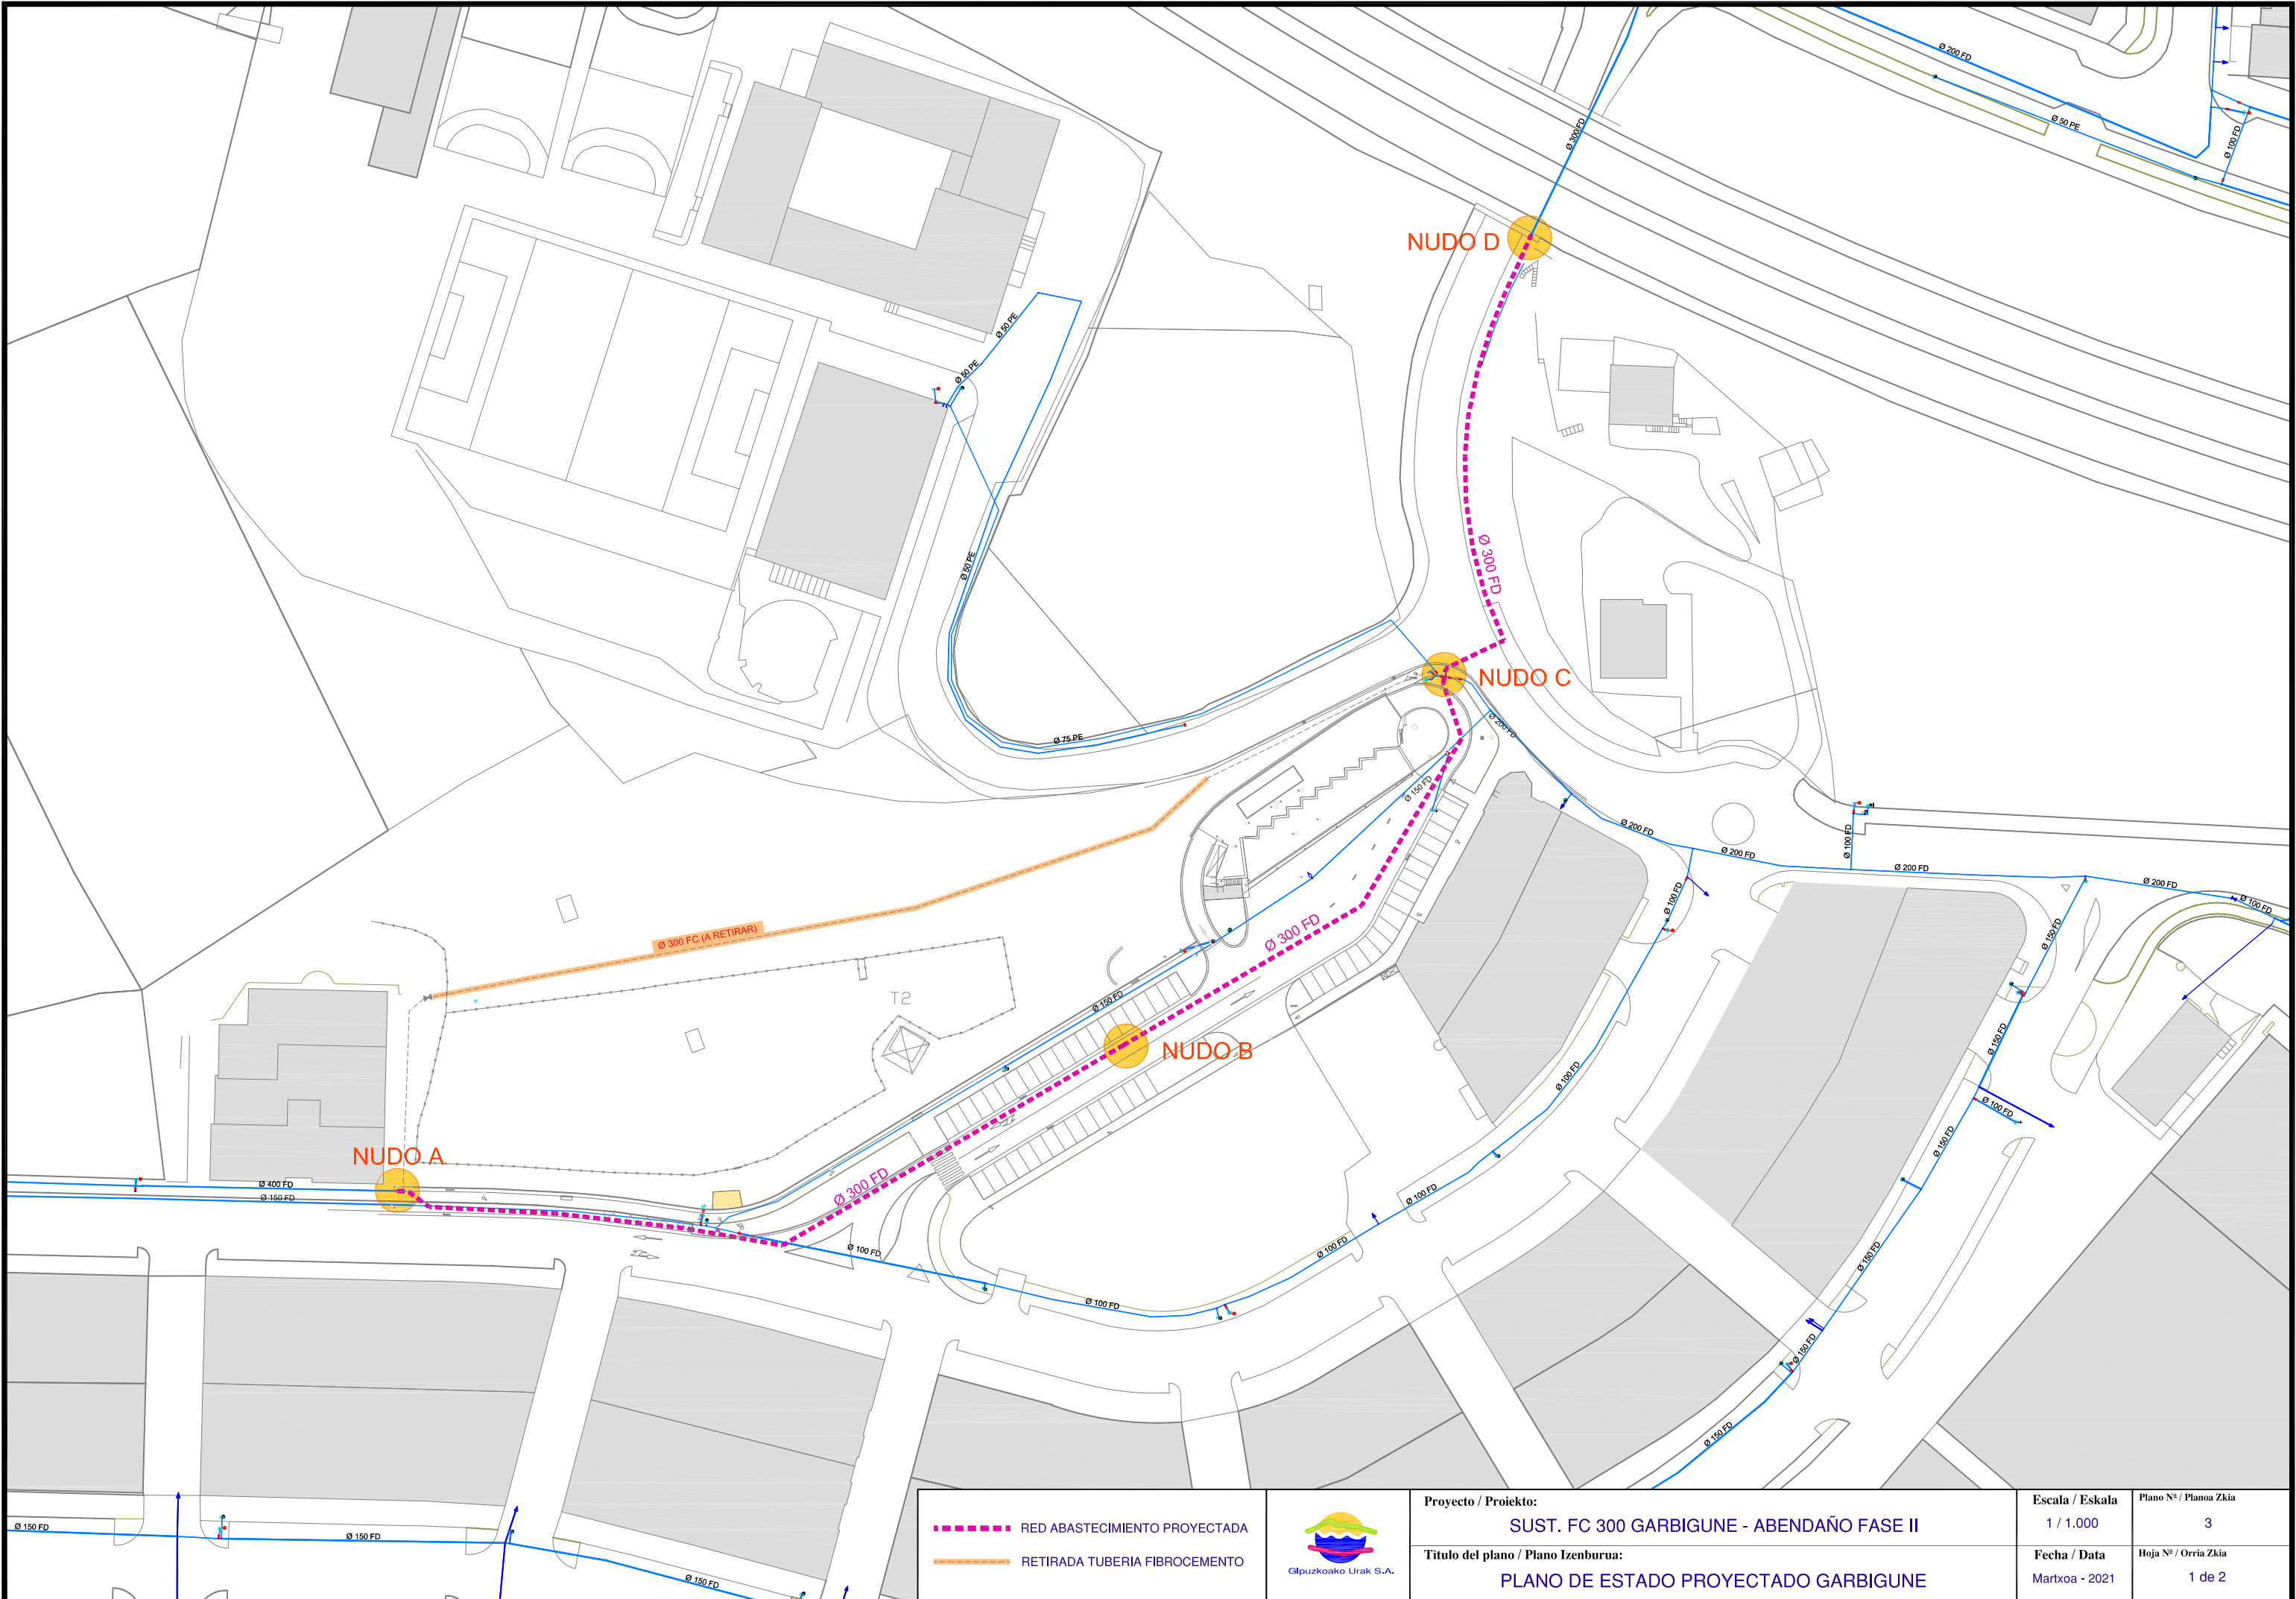 Ø 200 FD
Ø 50 PE
Ø 100 FD
Ø 300 FD
NUDO D
Ø 50 PE
Ø 50 PE
Ø 50 PE
Ø 300 FD
NUDO C
Ø 200 FD
Ø 75 PE
Ø 150 FD
Ø 200 FD
Ø 200 FD
Ø 100 FD
Ø 200 FD
Ø 200 FD
Ø 100 FD
Ø 100 FD
Ø 300 FC (A RETIRAR)
Ø 300 FD
Ø 150 FD
T2
Ø 150 FD
NUDO B
Ø 150 FD
Ø 100 FD
Ø 100 FD
Ø 150 FD
NUDO A
Ø 400 FD
Ø 150 FD
Ø 300 FD
Ø 100 FD
Ø 100 FD
Ø 100 FD
Ø 150 FD
Ø 100 FD
Ø 150 FD
Ø 150 FD
Ø 150 FD
Ø 150 FD
Ø 150 FD
RED ABASTECIMIENTO PROYECTADA
RETIRADA TUBERIA FIBROCEMENTO
Gipuzkoako Urak S.A.
Proyecto / Proiekto:
SUST. FC 300 GARBIGUNE - ABENDAÑO FASE II
Titulo del plano / Plano Izenburua:
PLANO DE ESTADO PROYECTADO GARBIGUNE
Escala / Eskala
1 / 1.000
Plano Nº / Planoa Zkia
3
Fecha / Data
Martxoa - 2021
Hoja Nº / Orria Zkia
1 de 2